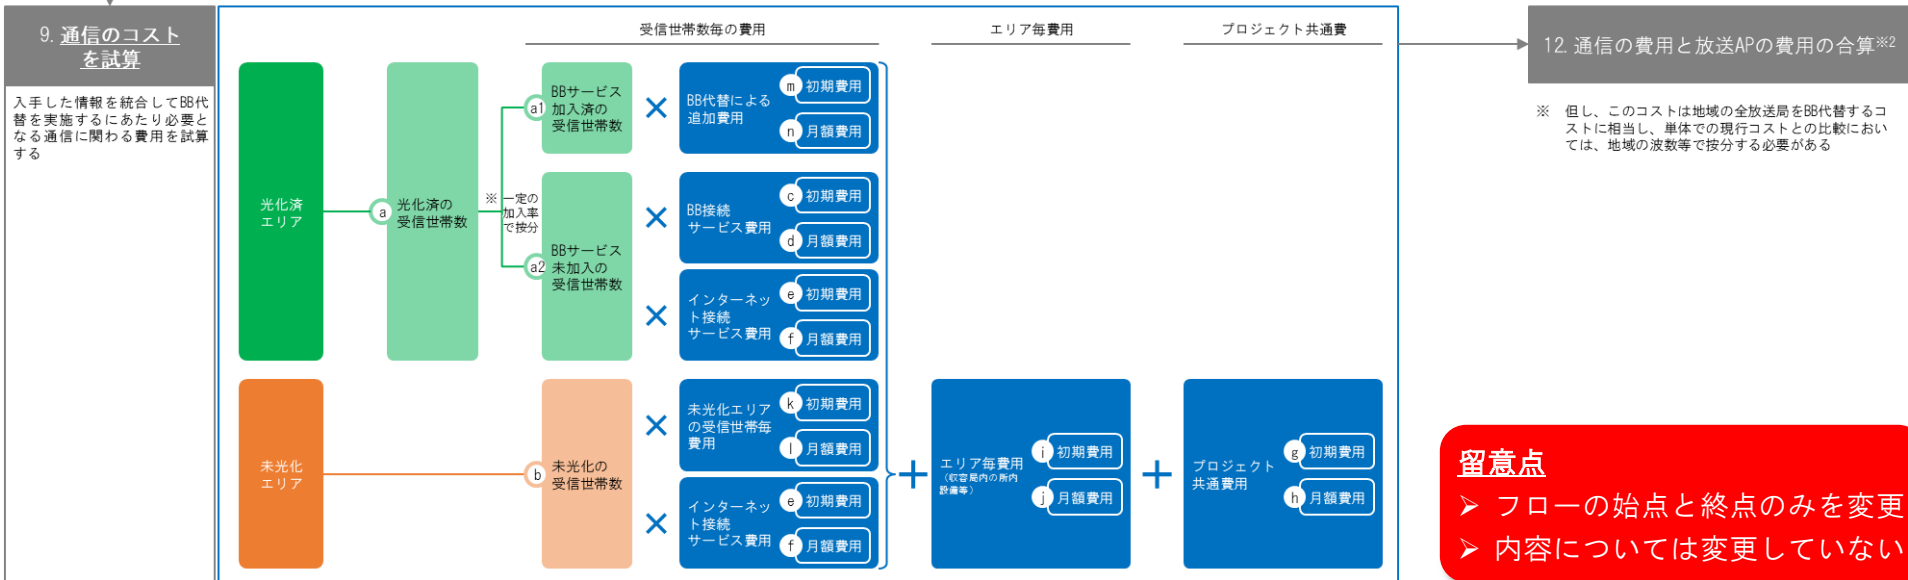 9. 通信のコスト
を試算
入手した情報を統合してBB代
替を実施するにあたり必要と
なる通信に関わる費用を試算
する
受信世帯数毎の費用
エリア毎費用
プロジェクト共通費
光化済
エリア
a
光化済の
受信世帯数
※ 一定の
加入率
で按分
a1
BBサービス
加入済の
受信世帯数
×
BB代替による
追加費用
m 初期費用
n 月額費用
a2
BBサービス
未加入の
受信世帯数
×
BB接続
サービス費用
c 初期費用
d 月額費用
×
インターネッ
ト接続
サービス費用
e 初期費用
f 月額費用
未光化
エリア
b
未光化の
受信世帯数
×
未光化エリア
の受信世帯毎
費用
k 初期費用
l 月額費用
×
インターネッ
ト接続
サービス費用
e 初期費用
f 月額費用
+
エリア毎費用
(収容局内の所内
設備等)
i 初期費用
j 月額費用
+
プロジェクト
共通費用
g 初期費用
h 月額費用
12. 通信の費用と放送APの費用の合算※2
※ 但し、このコストは地域の全放送局をBB代替するコ
ストに相当し、単体での現行コストとの比較におい
ては、地域の波数等で按分する必要がある
留意点
➢ フローの始点と終点のみを変更
➢ 内容については変更していない